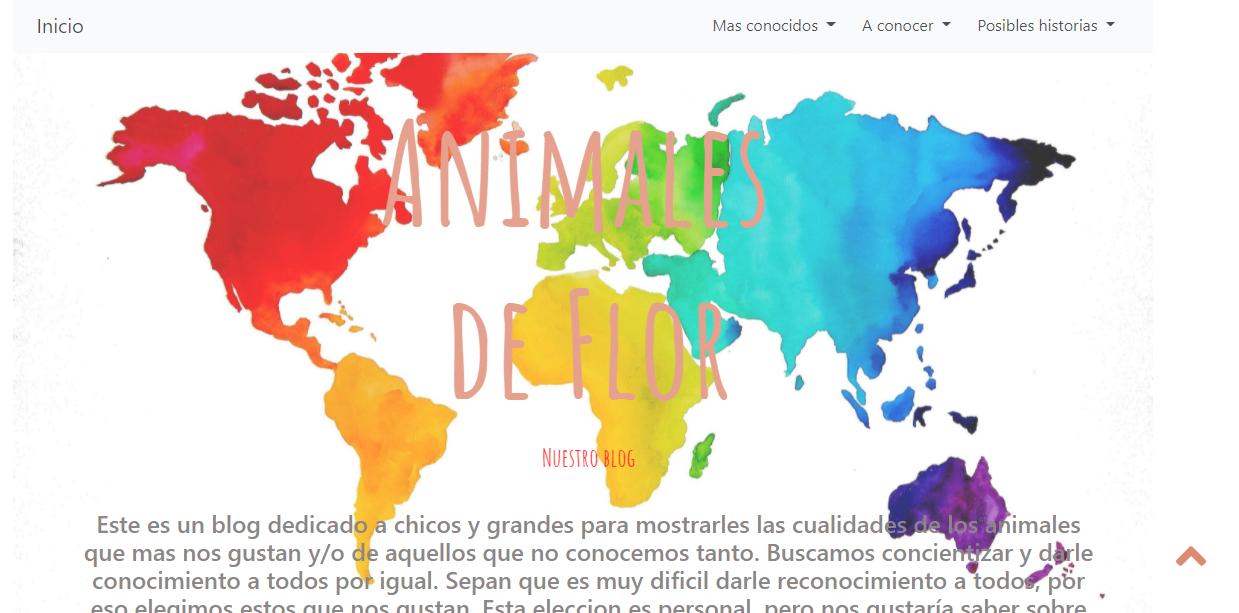 Inicio
Mas conocidos
A conocer
Posibles historias
Animales
de Flor
Nuestro blog
Este es un blog dedicado a chicos y grandes para mostrarles las cualidades de los animales
que mas nos gustan y/o de aquellos que no conocemos tanto. Buscamos concientizar y darle
conocimiento a todos por igual. Sepan que es muy dificil darle reconocimiento a todos, por
eso elegimos estos que nos gustan. Esta eleccion es personal, pero nos gustaría saber sobre